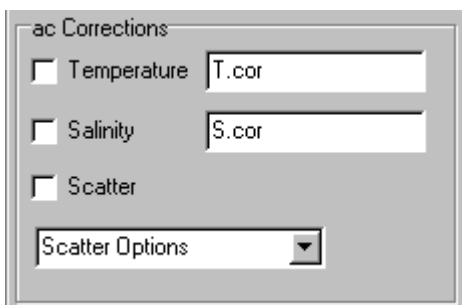 ac Corrections
Temperature T.cor
Salinity S.cor
Scatter
Scatter Options